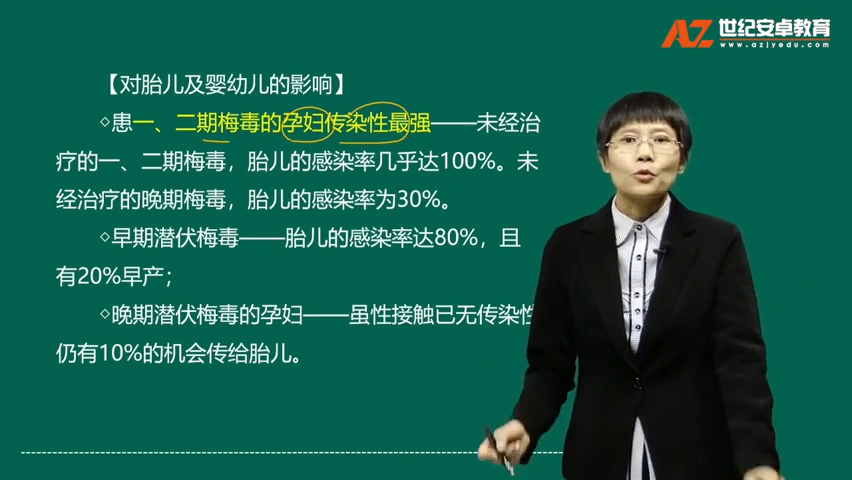 AZ 世纪安卓教育
www.azjyedu.com
【对胎儿及婴幼儿的影响】
◇患一、二期梅毒的孕妇传染性最强——未经治
疗的一、二期梅毒，胎儿的感染率几乎达100%。未
经治疗的晚期梅毒，胎儿的感染率为30%。
◇早期潜伏梅毒——胎儿的感染率达80%，且
有20%早产；
◇晚期潜伏梅毒的孕妇——虽性接触已无传染性
仍有10%的机会传给胎儿。